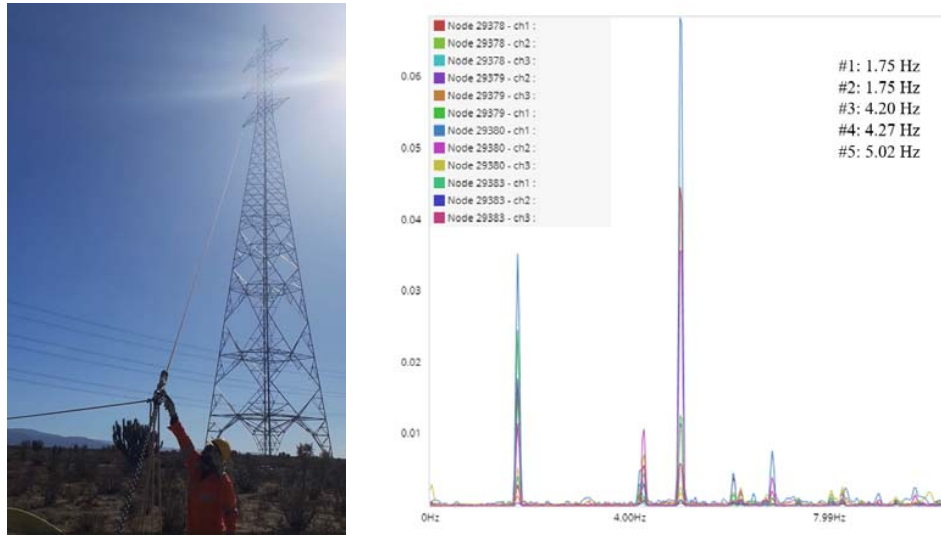 Node 29378 - ch1 :
Node 29378 - ch2 :
Node 29378 - ch3 :
Node 29379 - ch2 :
Node 29379 - ch3 :
Node 29379 - ch1 :
Node 29380 - ch1 :
Node 29380 - ch2 :
Node 29380 - ch3 :
Node 29383 - ch1 :
Node 29383 - ch2 :
Node 29383 - ch3 :
#1: 1.75 Hz
#2: 1.75 Hz
#3: 4.20 Hz
#4: 4.27 Hz
#5: 5.02 Hz
0.06
0.05
0.04
0.03
0.02
0.01
0Hz
4.00Hz
7.99Hz